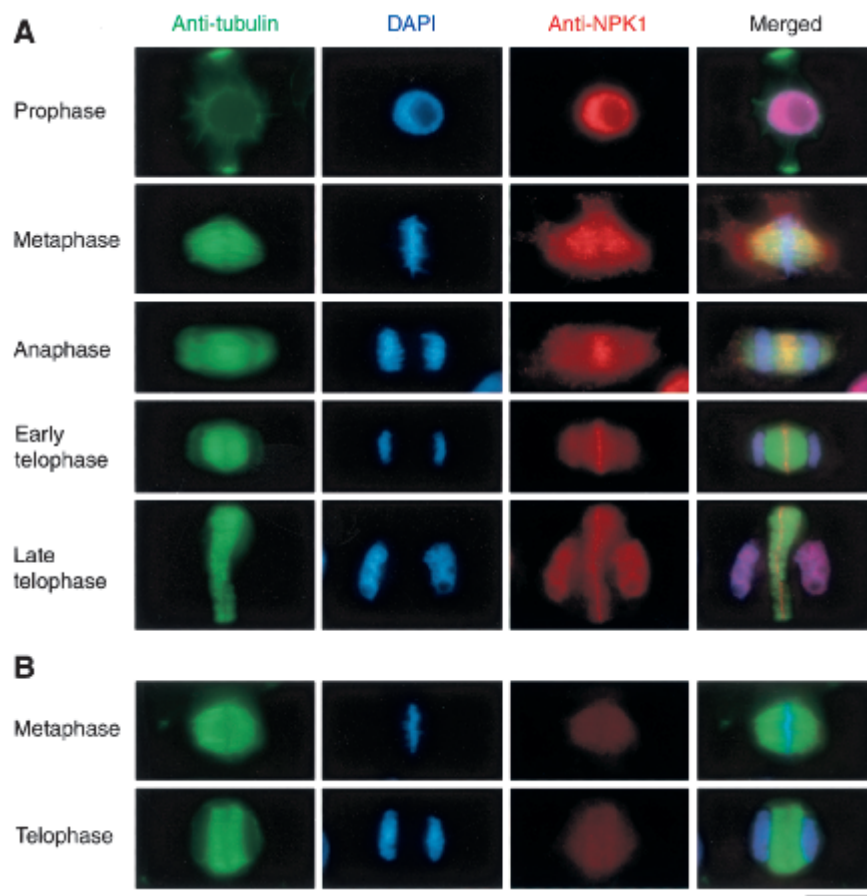 A
Anti-tubulin DAPI Anti-NPK1 Merged
Prophase
Metaphase
Anaphase
Early
telophase
Late
telophase
B
Metaphase
Telophase